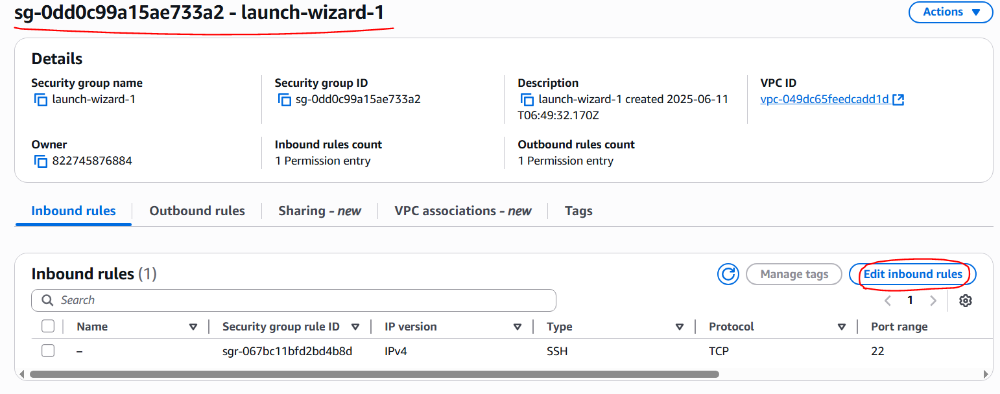 sg-0dd0c99a15ae733a2 - launch-wizard-1
Actions
Details
Security group name
launch-wizard-1
Security group ID
sg-0dd0c99a15ae733a2
Description
launch-wizard-1 created 2025-06-11
T06:49:32.170Z
VPC ID
vpc-049dc65feedcadd1d
Owner
822745876884
Inbound rules count
1 Permission entry
Outbound rules count
1 Permission entry
Inbound rules Outbound rules Sharing - new VPC associations - new Tags
Inbound rules (1)
Manage tags
Edit inbound rules
Search
1
Name Security group rule ID IP version Type Protocol Port range
– sgr-067bc11bfd2bd4b8d IPv4 SSH TCP 22